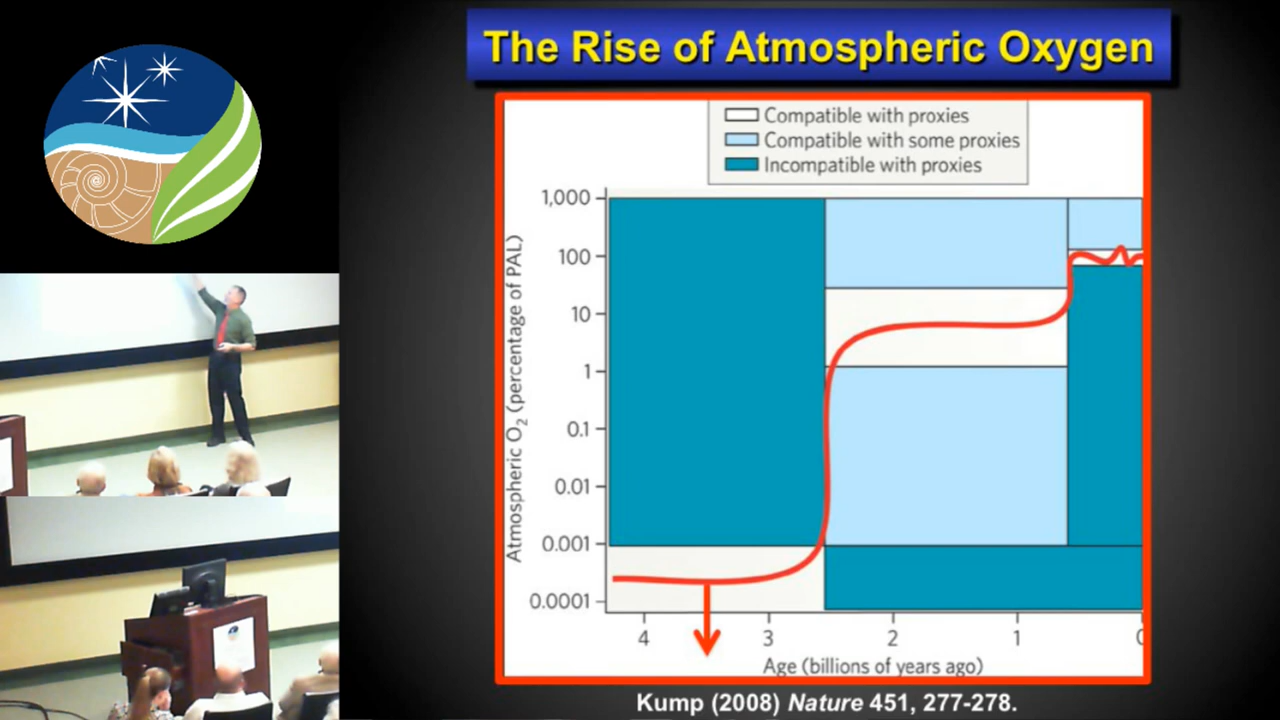 The Rise of Atmospheric Oxygen
Compatible with proxies
Compatible with some proxies
Incompatible with proxies
Atmospheric O₂ (percentage of PAL)
1,000
100
10
1
0.1
0.01
0.001
0.0001
4 3 2 1 0
Age (billions of years ago)
Kump (2008) Nature 451, 277-278.